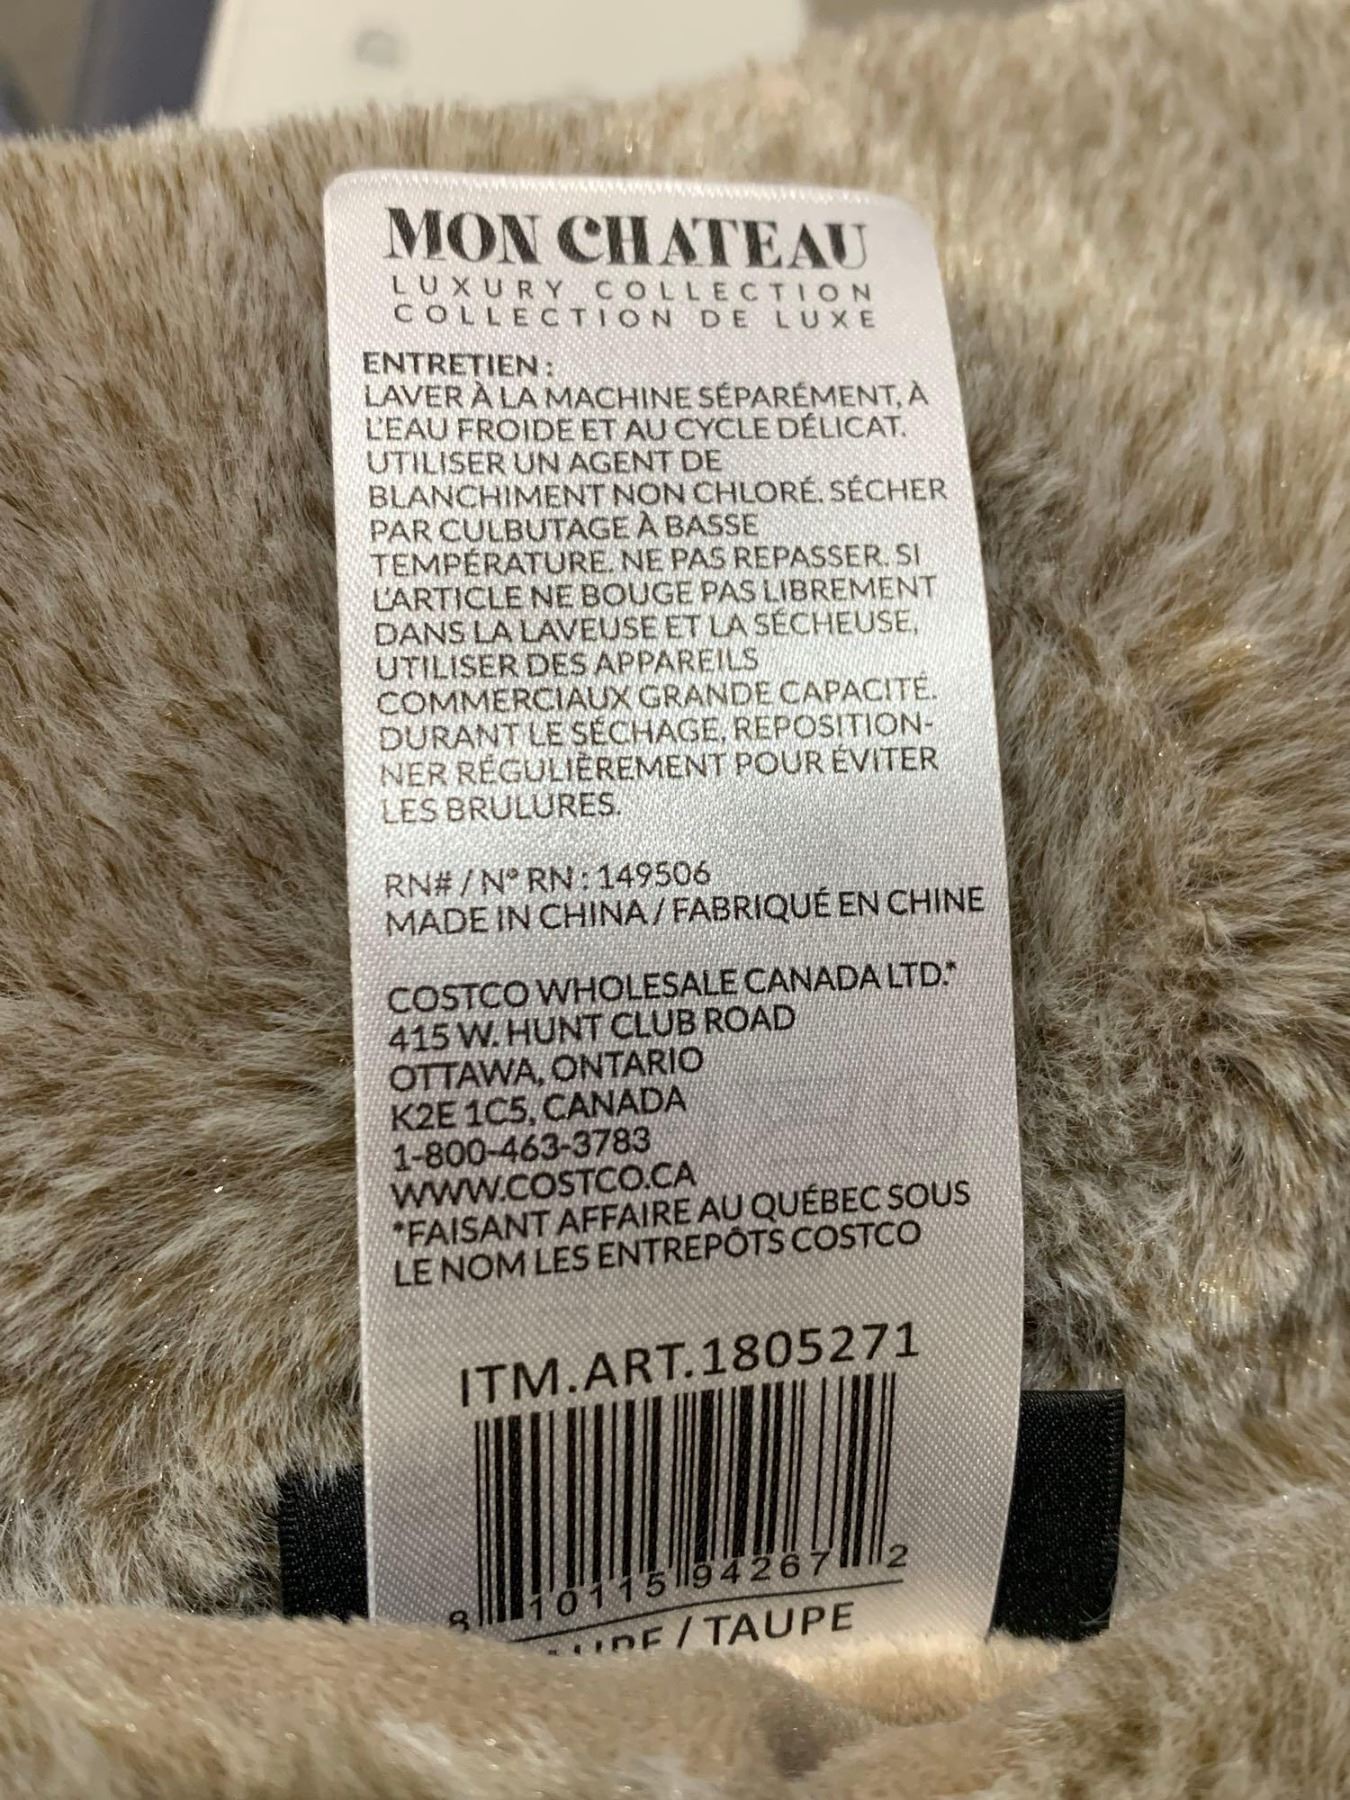 MON CHATEAU
LUXURY COLLECTION
COLLECTION DE LUXE
ENTRETIEN :
LAVER À LA MACHINE SÉPARÉMENT, À
L'EAU FROIDE ET AU CYCLE DÉLICAT.
UTILISER UN AGENT DE
BLANCHIMENT NON CHLORÉ. SÉCHER
PAR CULBUTAGE À BASSE
TEMPÉRATURE. NE PAS REPASSER. SI
L'ARTICLE NE BOUGE PAS LIBREMENT
DANS LA LAVEUSE ET LA SÉCHEUSE,
UTILISER DES APPAREILS
COMMERCIAUX GRANDE CAPACITÉ.
DURANT LE SÉCHAGE, REPOSITION-
NER RÉGULIÈREMENT POUR ÉVITER
LES BRULURES.
RN# / N° RN : 149506
MADE IN CHINA / FABRIQUÉ EN CHINE
COSTCO WHOLESALE CANADA LTD.*
415 W. HUNT CLUB ROAD
OTTAWA, ONTARIO
K2E 1C5, CANADA
1-800-463-3783
WWW.COSTCO.CA
*FAISANT AFFAIRE AU QUÉBEC SOUS
LE NOM LES ENTREPÔTS COSTCO
ITM.ART.1805271
8 10115 94267 2
/ TAUPE